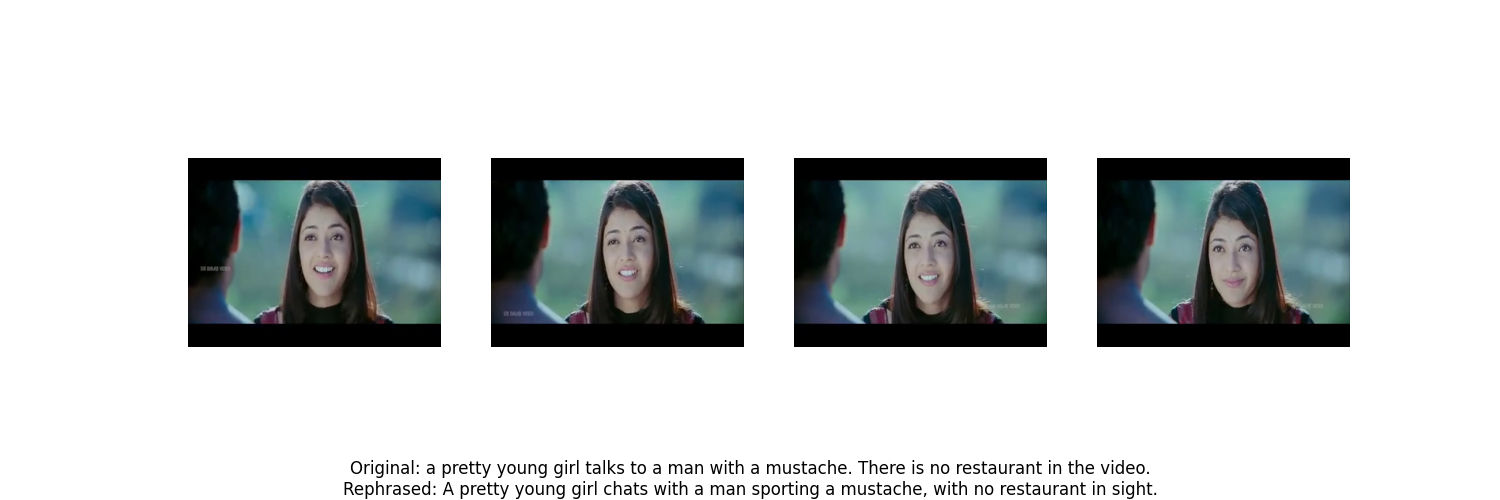 Original: a pretty young girl talks to a man with a mustache. There is no restaurant in the video.
Rephrased: A pretty young girl chats with a man sporting a mustache, with no restaurant in sight.